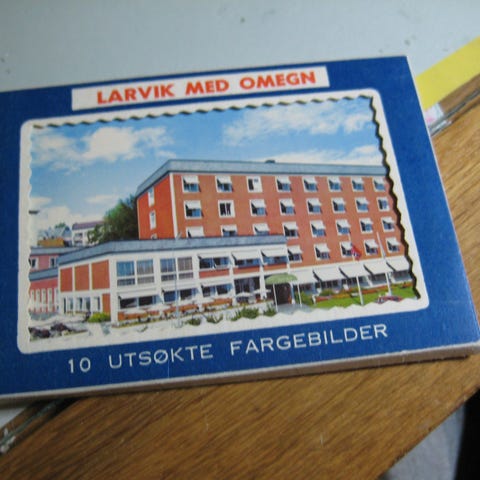 LARVIK MED OMEGN
10 UTSØKTE FARGEBILDER